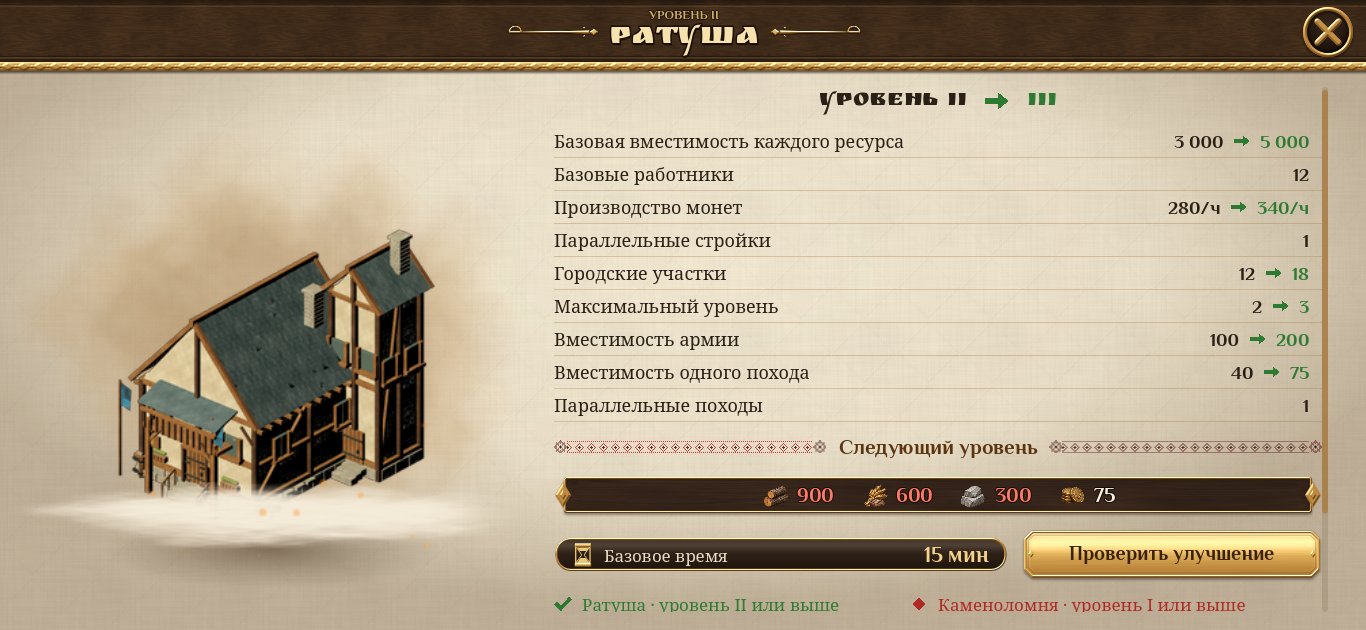 УРОВЕНЬ II
РАТУША
УРОВЕНЬ II → III
Базовая вместимость каждого ресурса 3 000 → 5 000
Базовые работники 12
Производство монет 280/ч → 340/ч
Параллельные стройки 1
Городские участки 12 → 18
Максимальный уровень 2 → 3
Вместимость армии 100 → 200
Вместимость одного похода 40 → 75
Параллельные походы 1
Следующий уровень
900 600 300 75
Базовое время 15 мин
Проверить улучшение
Ратуша · уровень II или выше
Каменоломня · уровень I или выше